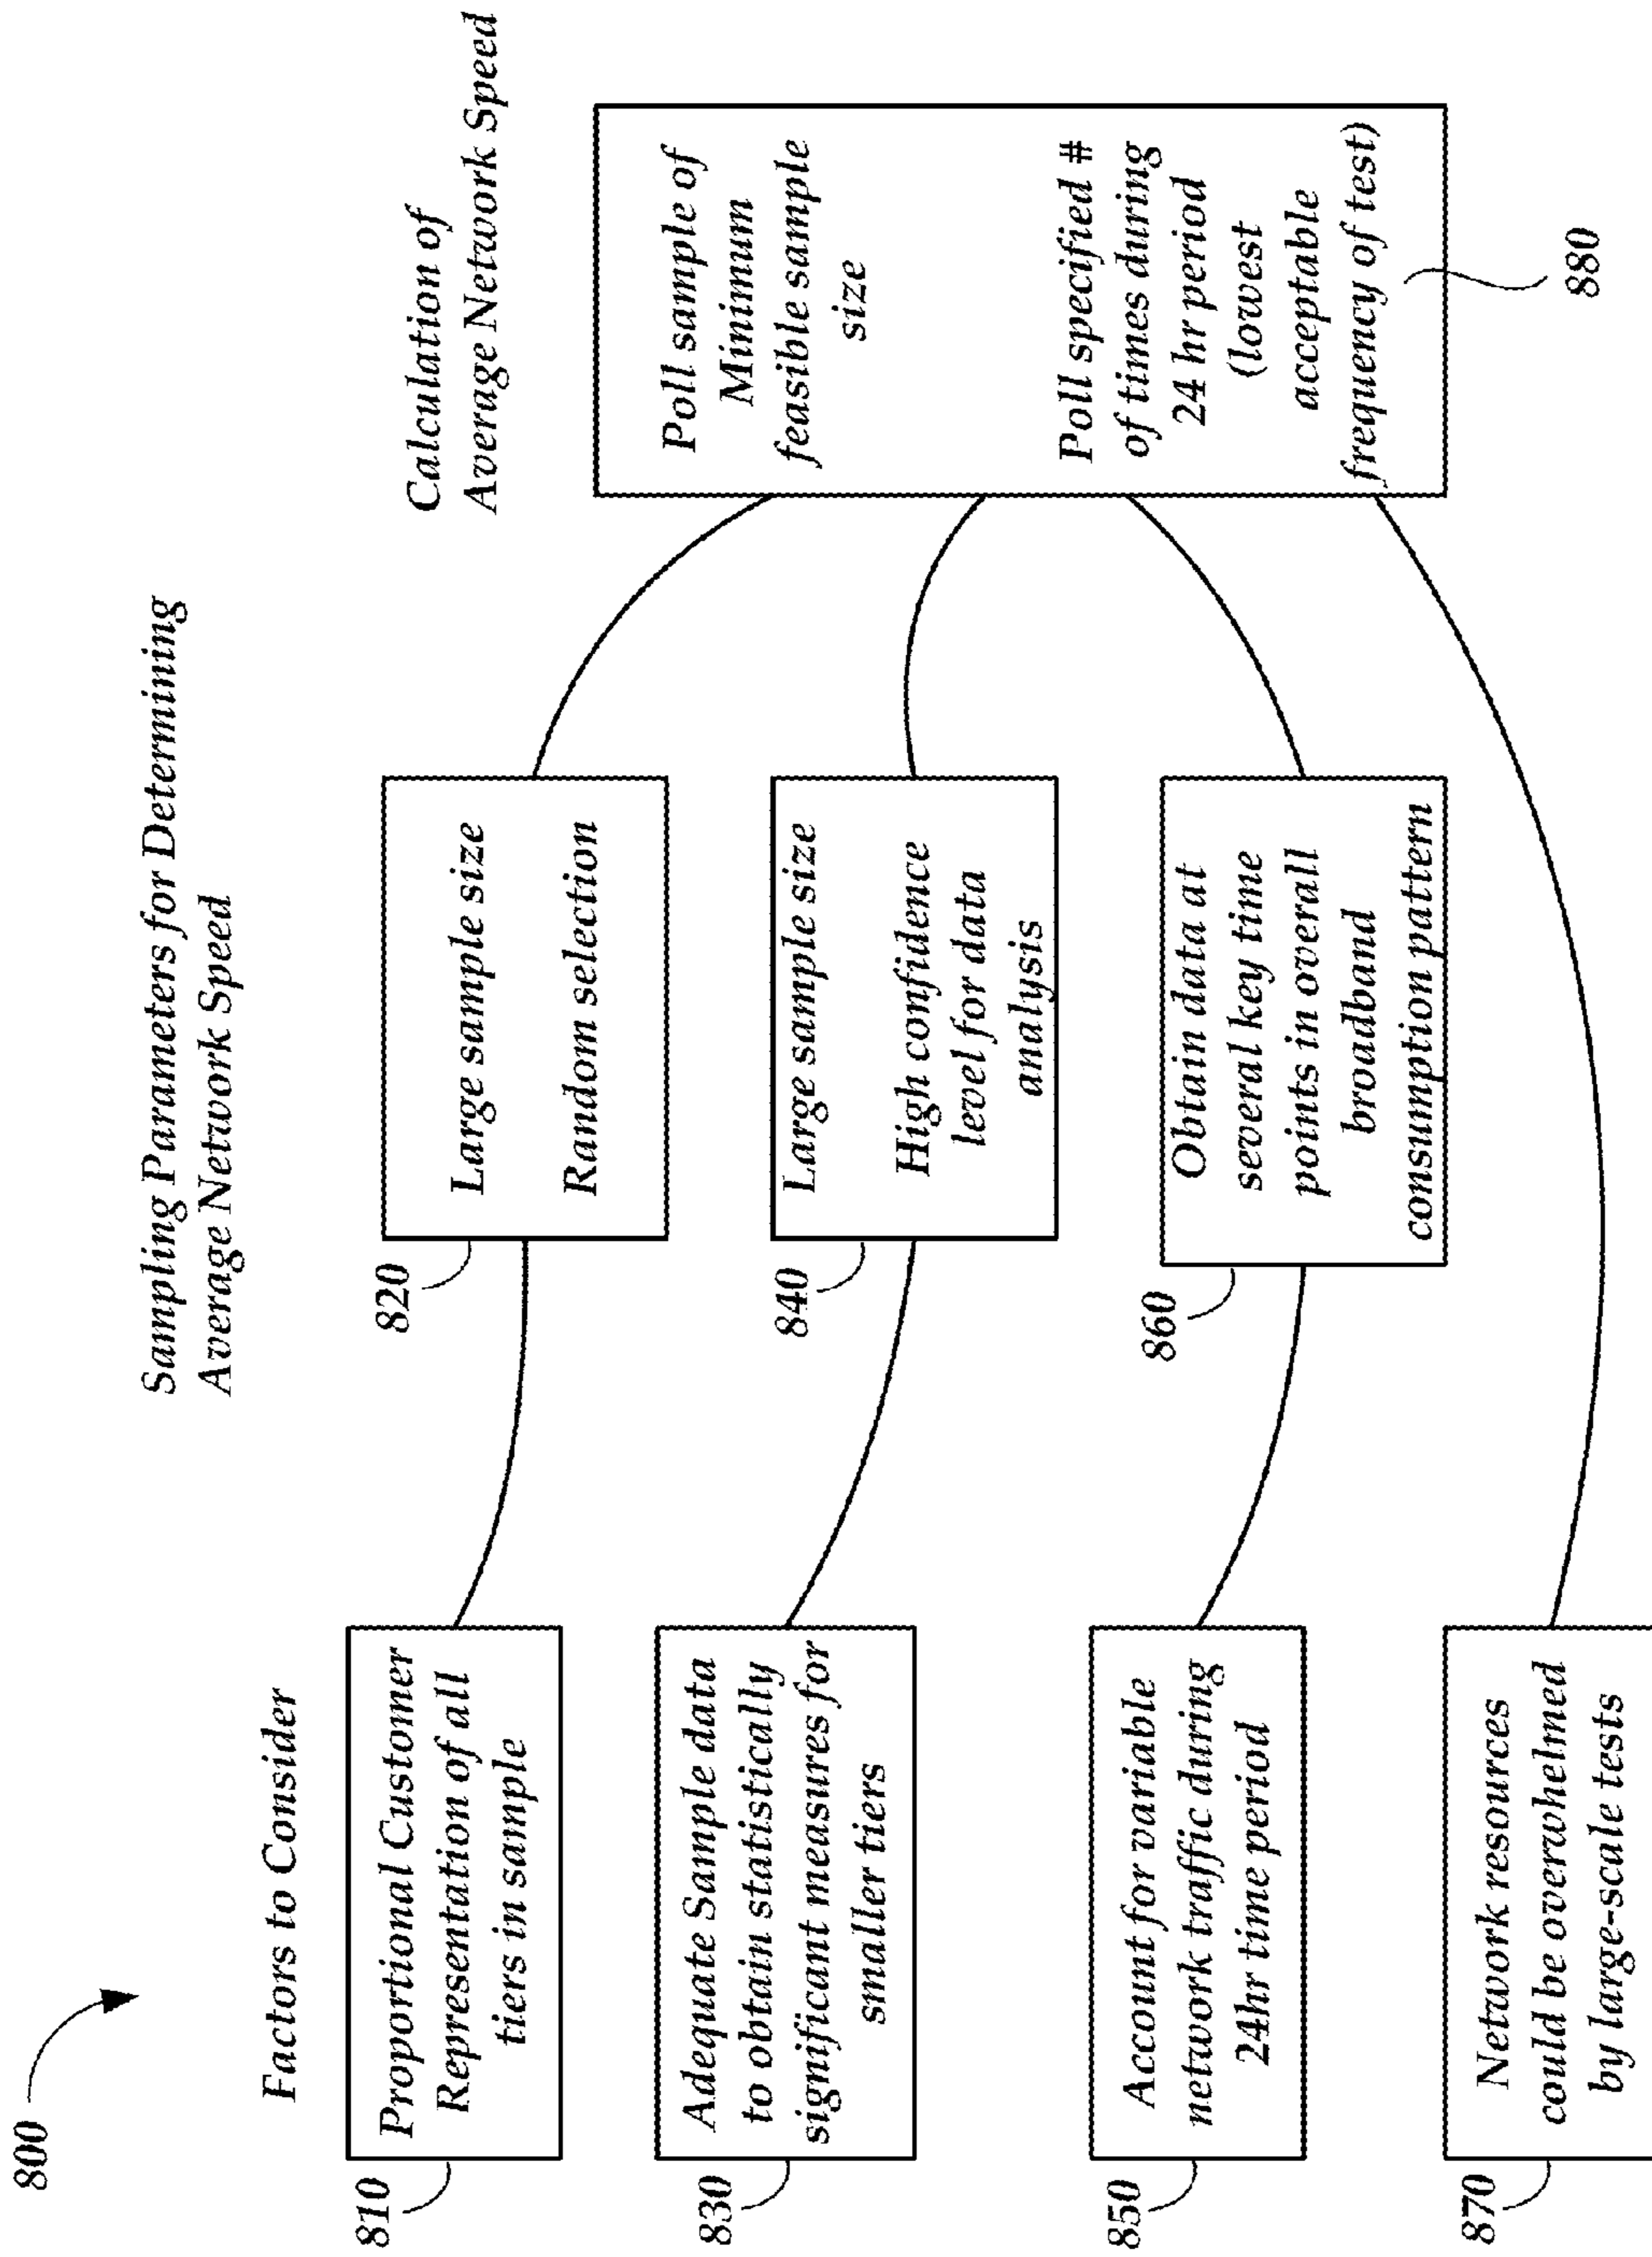 800
Sampling Parameters for Determining
Average Network Speed
Factors to Consider
Calculation of
Average Network Speed
810
Proportional Customer
Representation of all
tiers in sample
820
Large sample size
Random selection
830
Adequate Sample data
to obtain statistically
significant measures for
smaller tiers
840
Large sample size
High confidence
level for data
analysis
850
Account for variable
network traffic during
24hr time period
860
Obtain data at
several key time
points in overall
broadband
consumption pattern
870
Network resources
could be overwhelmed
by large-scale tests
Poll sample of
Minimum
feasible sample
size
Poll specified #
of times during
24 hr period
(lowest
acceptable
frequency of test)
880